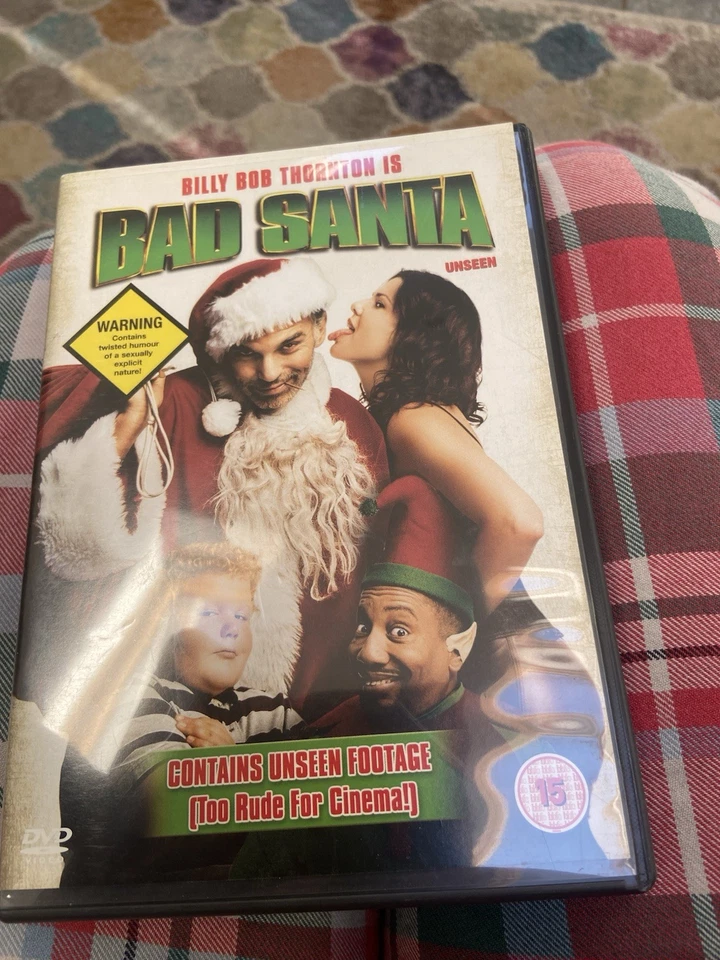 BILLY BOB THORNTON IS
BAD SANTA
UNSEEN
WARNING
Contains
twisted humour
of a sexually
explicit
nature!
CONTAINS UNSEEN FOOTAGE
(Too Rude For Cinema!)
15
DVD
VIDEO